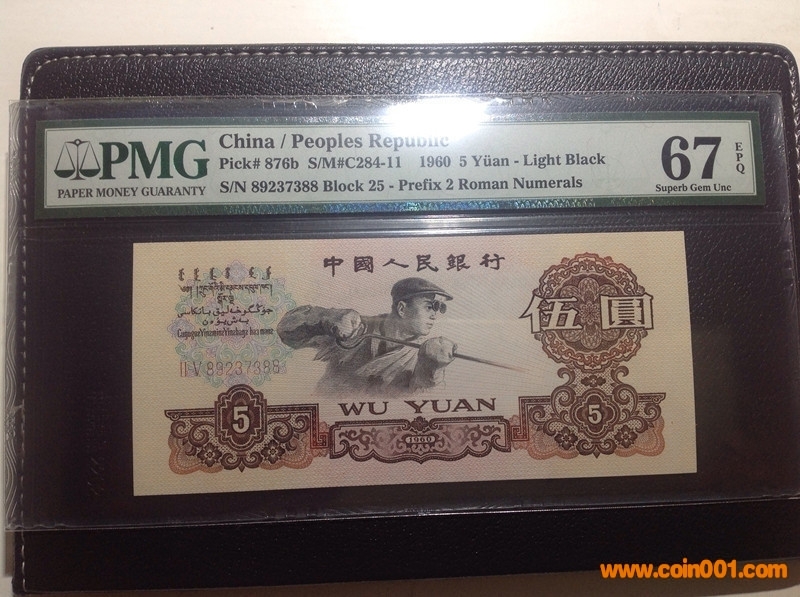 PMG
PAPER MONEY GUARANTY
China / Peoples Republic
Pick# 876b S/M#C284-11 1960 5 Yüan - Light Black
S/N 89237388 Block 25 - Prefix 2 Roman Numerals
67
EPQ
Superb Gem Unc
中國人民銀行
伍圓
II V 89237388
WU YUAN
5
1960
5
www.coin001.com